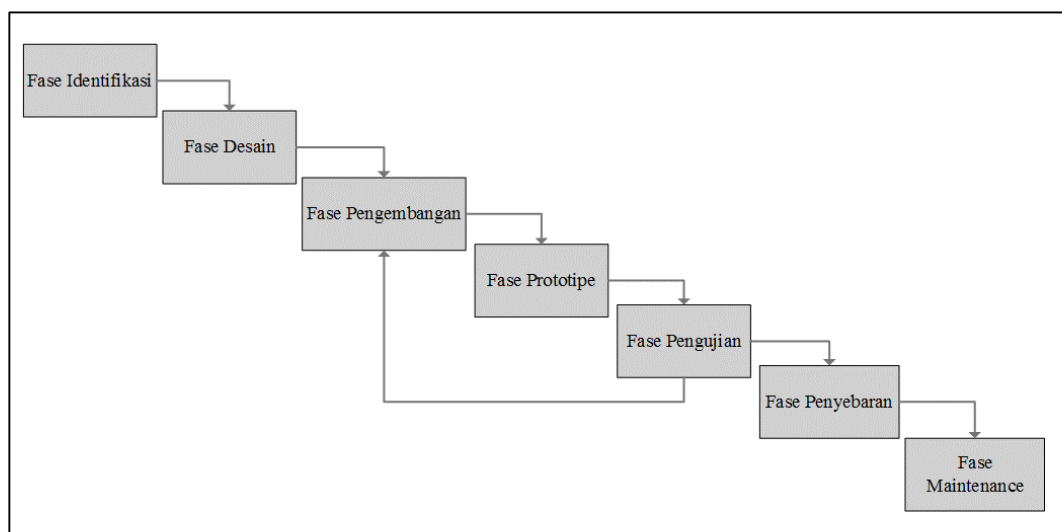 Fase Identifikasi
Fase Desain
Fase Pengembangan
Fase Prototipe
Fase Pengujian
Fase Penyebaran
Fase
Maintenance